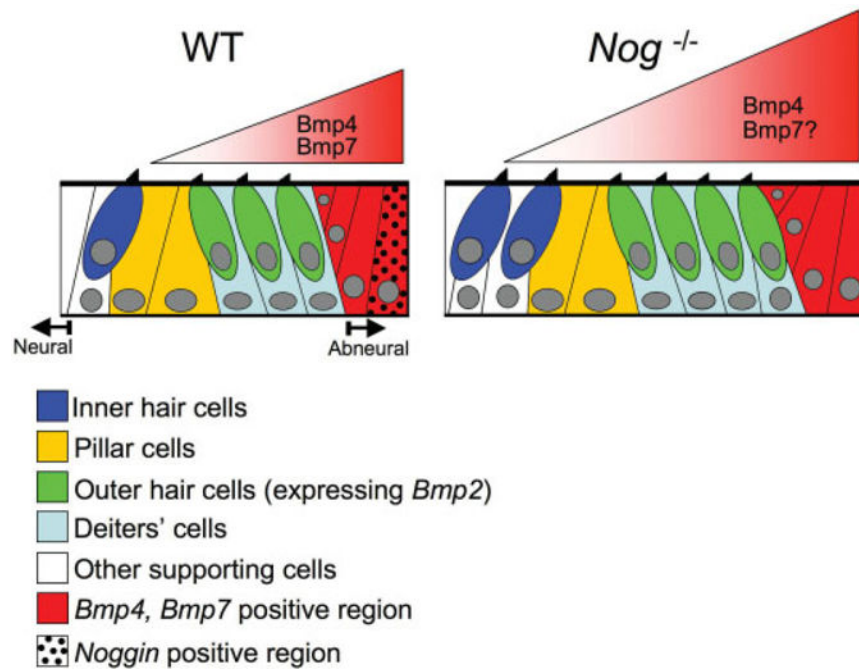 WT
Nog -/-
Bmp4
Bmp7
Bmp4
Bmp7?
Neural
Abneural
Inner hair cells
Pillar cells
Outer hair cells (expressing Bmp2)
Deiters’ cells
Other supporting cells
Bmp4, Bmp7 positive region
Noggin positive region